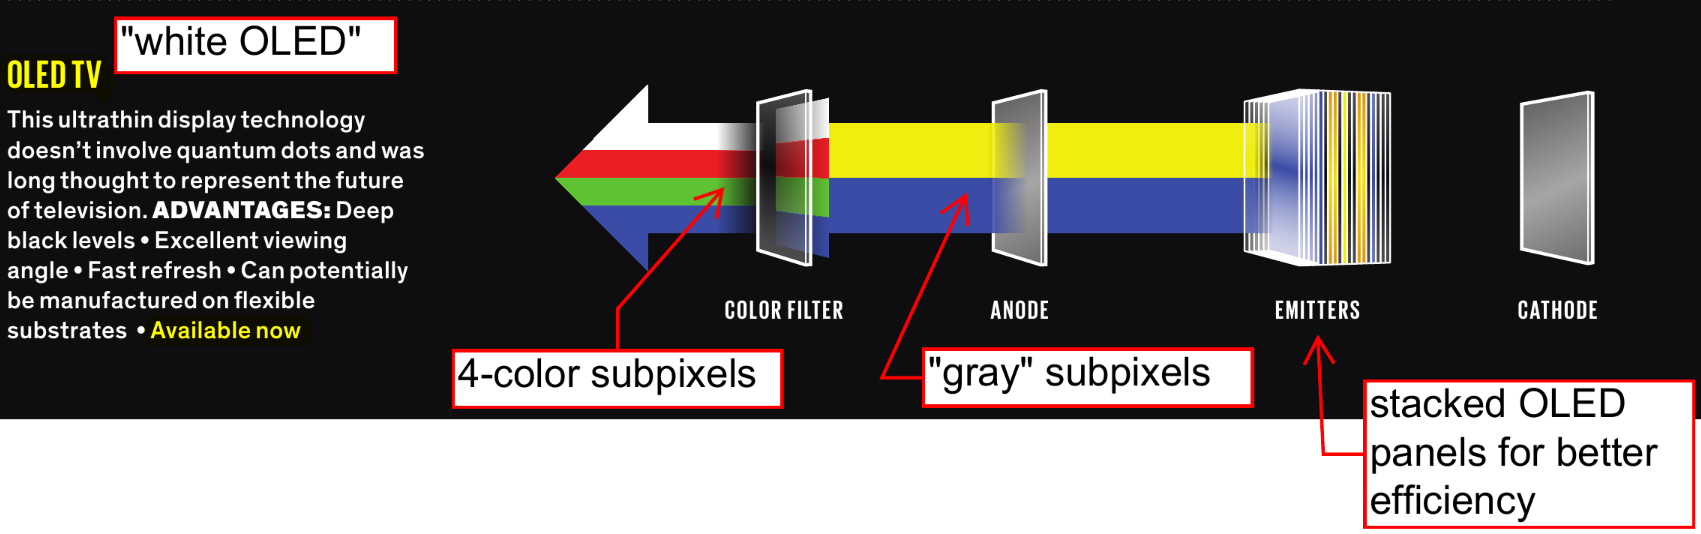 "white OLED"
OLED TV
This ultrathin display technology
doesn't involve quantum dots and was
long thought to represent the future
of television. ADVANTAGES: Deep
black levels • Excellent viewing
angle • Fast refresh • Can potentially
be manufactured on flexible
substrates • Available now
COLOR FILTER
ANODE
EMITTERS
CATHODE
4-color subpixels
"gray" subpixels
stacked OLED
panels for better
efficiency